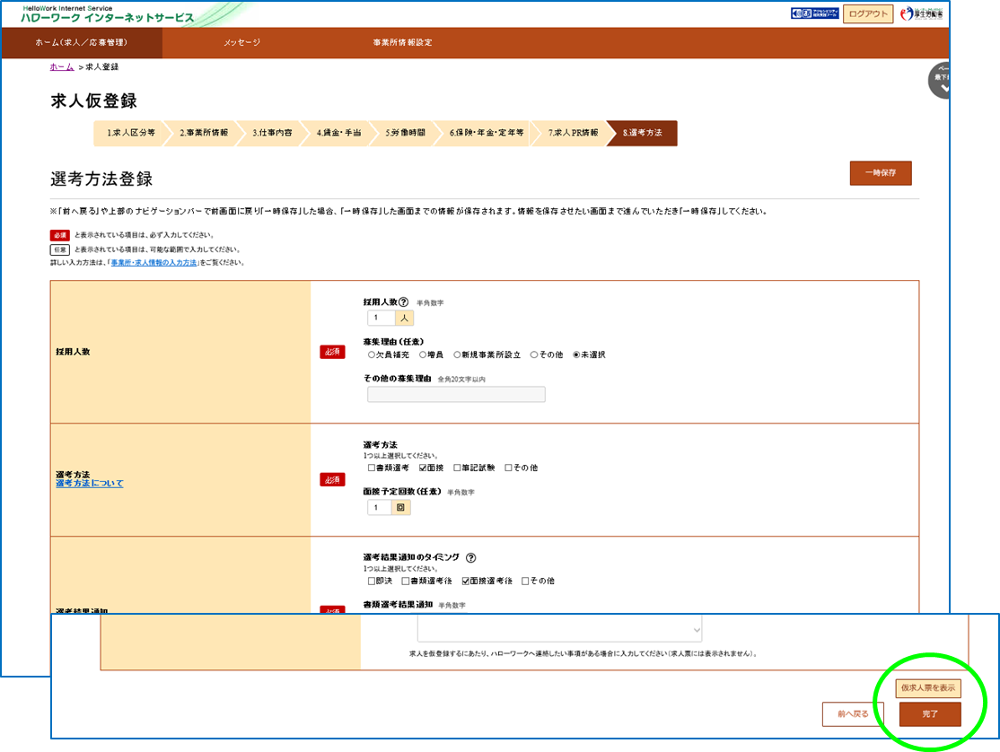 HelloWork Internet Service
ハローワーク インターネットサービス
ログアウト
厚生労働省
ホーム(求人/応募管理)
メッセージ
事業所情報設定
ホーム >求人登録
求人仮登録
1.求人区分等
2.事業所情報
3.仕事内容
4.賃金・手当
5.労働時間
6.保険・年金・定年等
7.求人PR情報
8.選考方法
選考方法登録
一時保存
※「前へ戻る」や上部のナビゲーションバーで前画面に戻り「一時保存」した場合、「一時保存」した画面までの情報が保存されます。情報を保存させたい画面まで進んでいただき「一時保存」してください。
必須 と表示されている項目は、必ず入力してください。
任意 と表示されている項目は、可能な範囲で入力してください。
詳しい入力方法は、「事業所・求人情報の入力方法」をご覧ください。
採用人数
必須
採用人数? 半角数字
1 人
募集理由(任意)
欠員補充 増員 新規事業所設立 その他 未選択
その他の募集理由 全角20文字以内
選考方法
選考方法について
必須
選考方法
1つ以上選択してください。
書類選考 面接 筆記試験 その他
面接予定回数(任意) 半角数字
1 回
選考結果通知
必須
選考結果通知のタイミング ?
1つ以上選択してください。
即決 書類選考後 面接選考後 その他
書類選考結果通知 半角数字
求人を仮登録するにあたり、ハローワークへ連絡したい事項がある場合に入力してください(求人票には表示されません)。
仮求人票を表示
前へ戻る
完了